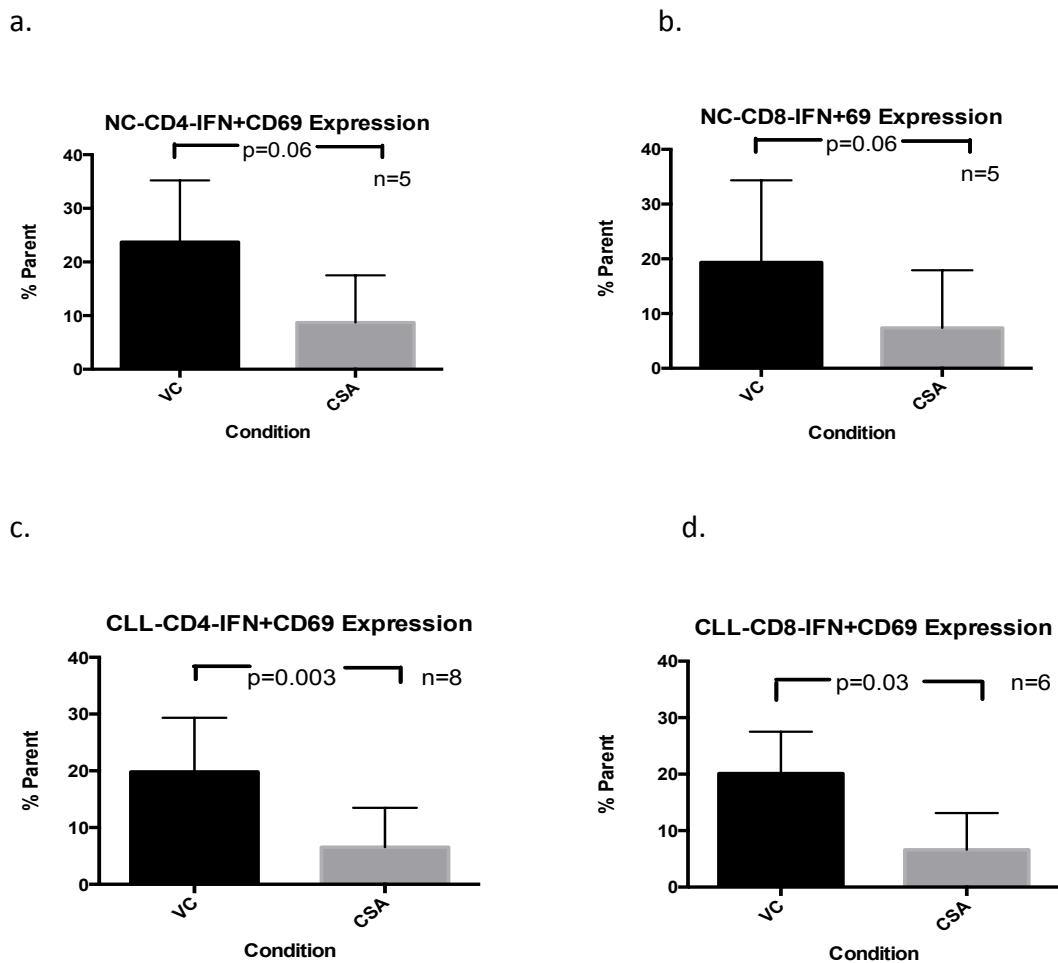 a.
NC-CD4-IFN+CD69 Expression
p=0.06
n=5
40
30
20
10
0
% Parent
VC
CSA
Condition
b.
NC-CD8-IFN+69 Expression
p=0.06
n=5
40
30
20
10
0
% Parent
VC
CSA
Condition
c.
CLL-CD4-IFN+CD69 Expression
p=0.003
n=8
40
30
20
10
0
% Parent
VC
CSA
Condition
d.
CLL-CD8-IFN+CD69 Expression
p=0.03
n=6
40
30
20
10
0
% Parent
VC
CSA
Condition